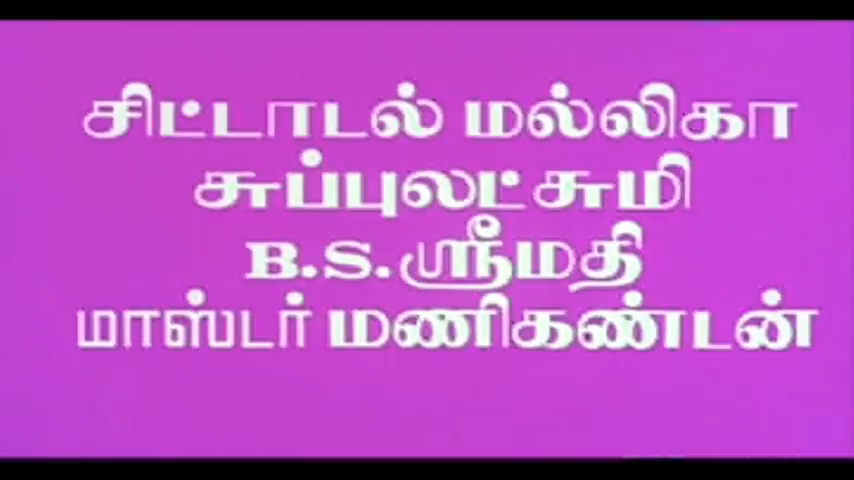 சிட்டாடல் மல்லிகா
சுப்புலட்சுமி
B.S.ஸ்ரீமதி
மாஸ்டர் மணிகண்டன்